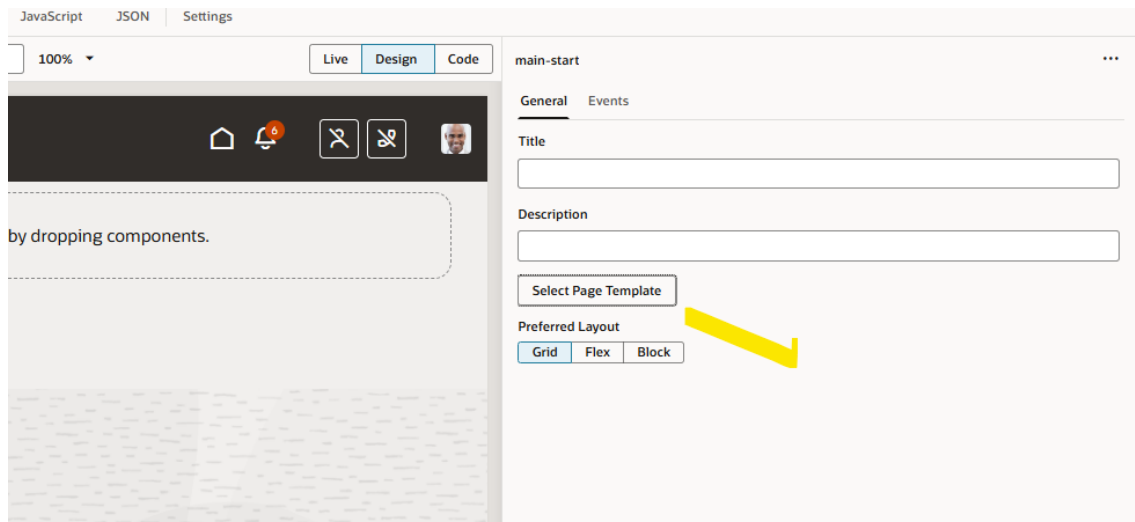 JavaScript JSON Settings
100% Live Design Code
main-start
General Events
6
Title
Description
by dropping components.
Select Page Template
Preferred Layout
Grid Flex Block